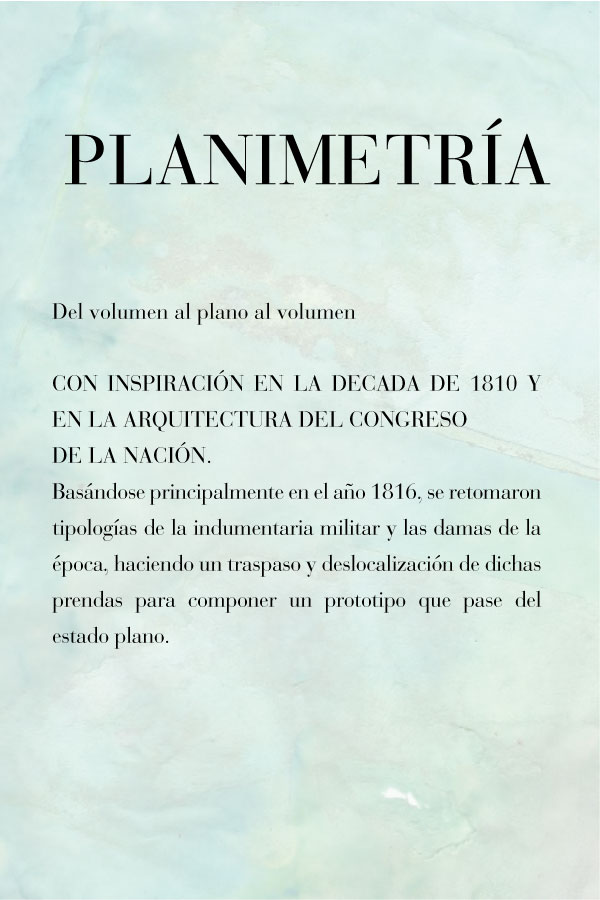 PLANIMETRÍA
Del volumen al plano al volumen
CON INSPIRACIÓN EN LA DECADA DE 1810 Y
EN LA ARQUITECTURA DEL CONGRESO
DE LA NACIÓN.
Basándose principalmente en el año 1816, se retomaron
tipologías de la indumentaria militar y las damas de la
época, haciendo un traspaso y deslocalización de dichas
prendas para componer un prototipo que pase del
estado plano.